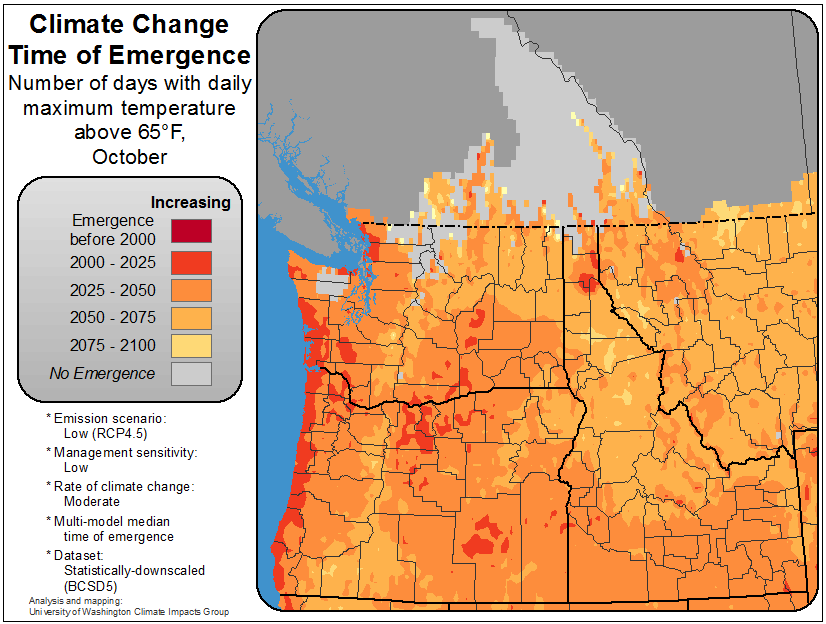 Climate Change
Time of Emergence
Number of days with daily
maximum temperature
above 65°F,
October
Increasing
Emergence
before 2000
2000 - 2025
2025 - 2050
2050 - 2075
2075 - 2100
No Emergence
* Emission scenario:
Low (RCP4.5)
* Management sensitivity:
Low
* Rate of climate change:
Moderate
* Multi-model median
time of emergence
* Dataset:
Statistically-downscaled
(BCSD5)
Analysis and mapping:
University of Washington Climate Impacts Group